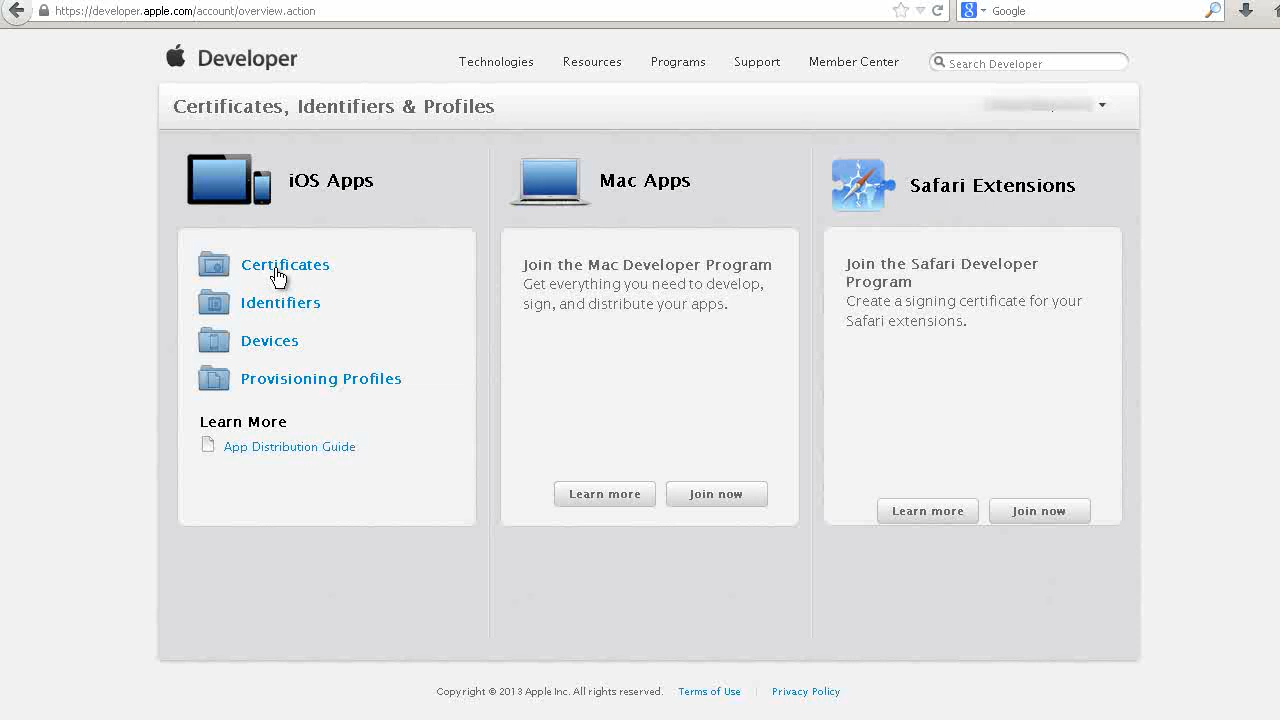 https://developer.apple.com/account/overview.action
Google
Developer
Technologies
Resources
Programs
Support
Member Center
Search Developer
Certificates, Identifiers & Profiles
iOS Apps
Certificates
Identifiers
Devices
Provisioning Profiles
Learn More
App Distribution Guide
Mac Apps
Join the Mac Developer Program
Get everything you need to develop,
sign, and distribute your apps.
Learn more
Join now
Safari Extensions
Join the Safari Developer
Program
Create a signing certificate for your
Safari extensions.
Learn more
Join now
Copyright © 2013 Apple Inc. All rights reserved.
Terms of Use
Privacy Policy